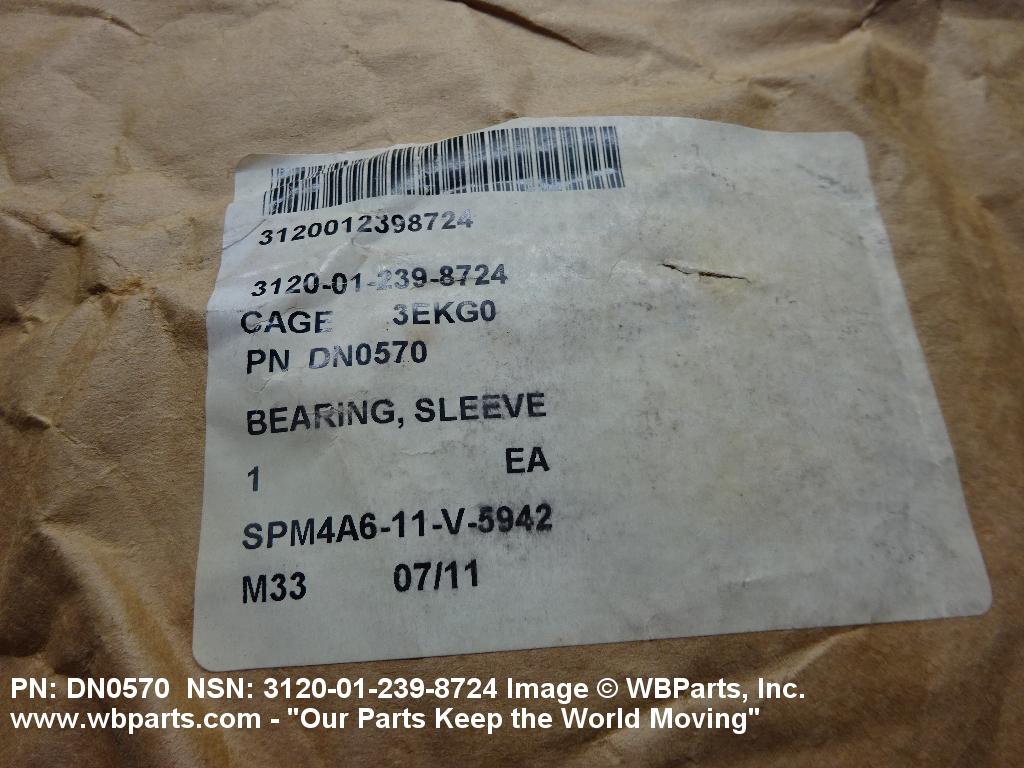 3120012398724
3120-01-239-8724
CAGE 3EKG0
PN DN0570
BEARING, SLEEVE
1 EA
SPM4A6-11-V-5942
M33 07/11
PN: DN0570 NSN: 3120-01-239-8724 Image © WBParts, Inc.
www.wbparts.com - "Our Parts Keep the World Moving"